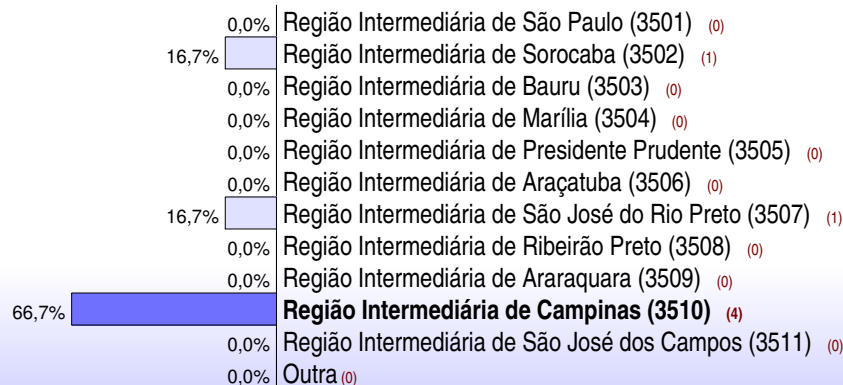 0,0% Região Intermediária de São Paulo (3501) (0)
16,7% Região Intermediária de Sorocaba (3502) (1)
0,0% Região Intermediária de Bauru (3503) (0)
0,0% Região Intermediária de Marília (3504) (0)
0,0% Região Intermediária de Presidente Prudente (3505) (0)
0,0% Região Intermediária de Araçatuba (3506) (0)
16,7% Região Intermediária de São José do Rio Preto (3507) (1)
0,0% Região Intermediária de Ribeirão Preto (3508) (0)
0,0% Região Intermediária de Araraquara (3509) (0)
66,7% Região Intermediária de Campinas (3510) (4)
0,0% Região Intermediária de São José dos Campos (3511) (0)
0,0% Outra (0)